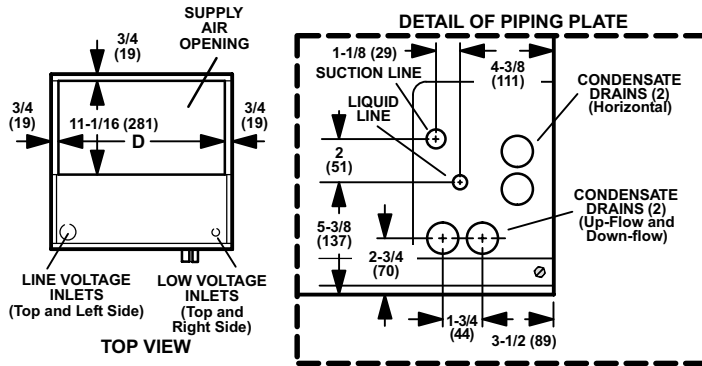 SUPPLY
AIR
OPENING
3/4
(19)
3/4
(19)
3/4
(19)
11-1/16 (281)
D
LINE VOLTAGE
INLETS
(Top and Left Side)
LOW VOLTAGE
INLETS
(Top and
Right Side)
TOP VIEW
DETAIL OF PIPING PLATE
1-1/8 (29)
4-3/8
(111)
SUCTION LINE
LIQUID
LINE
CONDENSATE
DRAINS (2)
(Horizontal)
2
(51)
CONDENSATE
DRAINS (2)
(Up-Flow and
Down-flow)
5-3/8
(137)
2-3/4
(70)
1-3/4
(44)
3-1/2 (89)